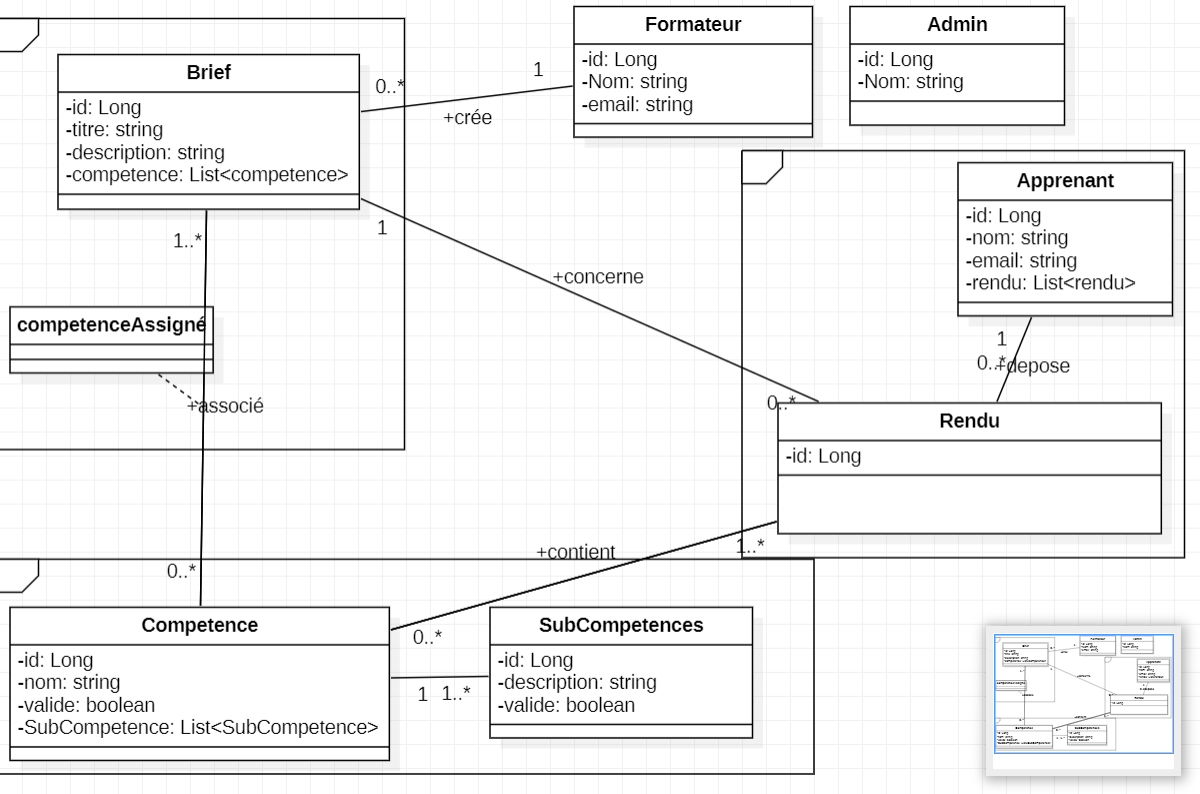 Brief
-id: Long
-titre: string
-description: string
-competence: List<competence>
0..*
1
+crée
Formateur
-id: Long
-Nom: string
-email: string
Admin
-id: Long
-Nom: string
Apprenant
-id: Long
-nom: string
-email: string
-rendu: List<rendu>
1..*
1
+concerne
competenceAssigné
+associé
1
0..*
+depose
0..*
Rendu
-id: Long
1..*
+contient
0..*
Competence
-id: Long
-nom: string
-valide: boolean
-SubCompetence: List<SubCompetence>
0..*
1
1..*
SubCompetences
-id: Long
-description: string
-valide: boolean